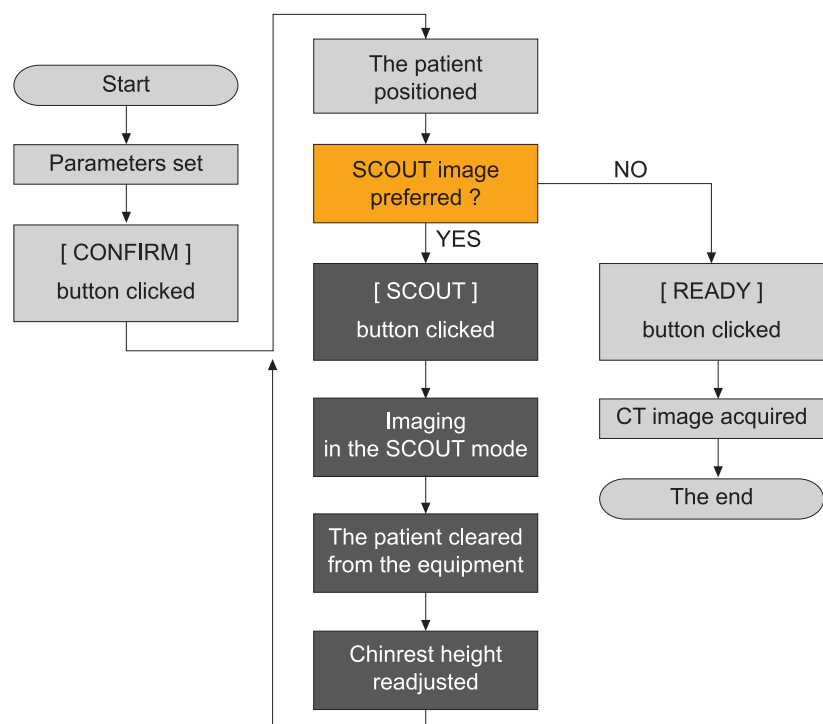 Start
Parameters set
[ CONFIRM ]
button clicked
The patient
positioned
SCOUT image
preferred ?
NO
YES
[ SCOUT ]
button clicked
Imaging
in the SCOUT mode
The patient cleared
from the equipment
Chinrest height
readjusted
[ READY ]
button clicked
CT image acquired
The end